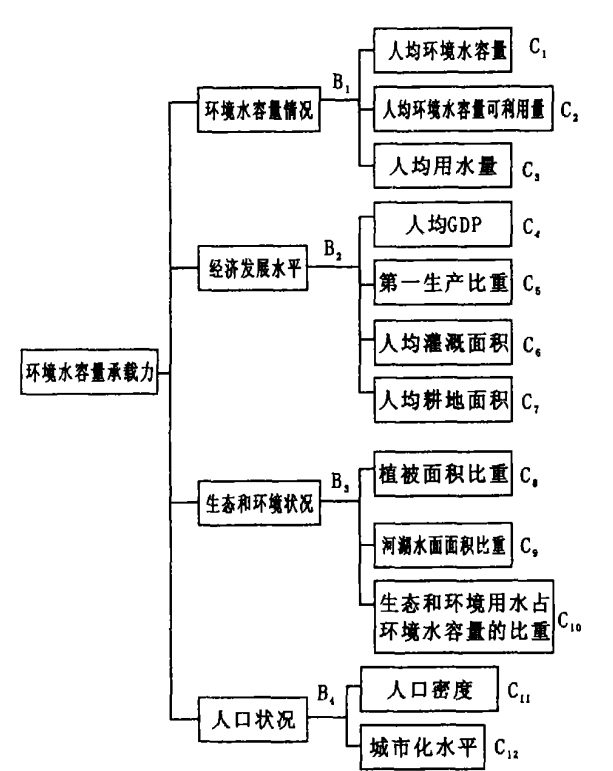 环境水容量承载力
环境水容量情况
B₁
人均环境水容量
C₁
人均环境水容量可利用量
C₂
人均用水量
C₃
经济发展水平
B₂
人均GDP
C₄
第一生产比重
C₅
人均灌溉面积
C₆
人均耕地面积
C₇
生态和环境状况
B₃
植被面积比重
C₈
河湖水面面积比重
C₉
生态和环境用水占
环境水容量的比重
C₁₀
人口状况
B₄
人口密度
C₁₁
城市化水平
C₁₂